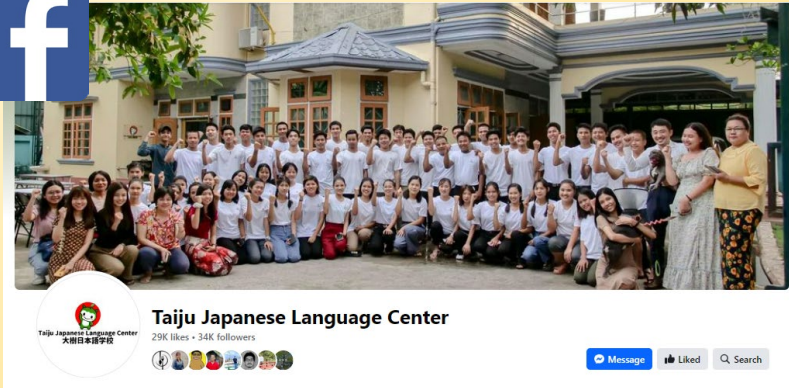 f
Taiju Japanese Language Center
大樹日本語学校
Taiju Japanese Language Center
29K likes • 34K followers
Message
Liked
Search